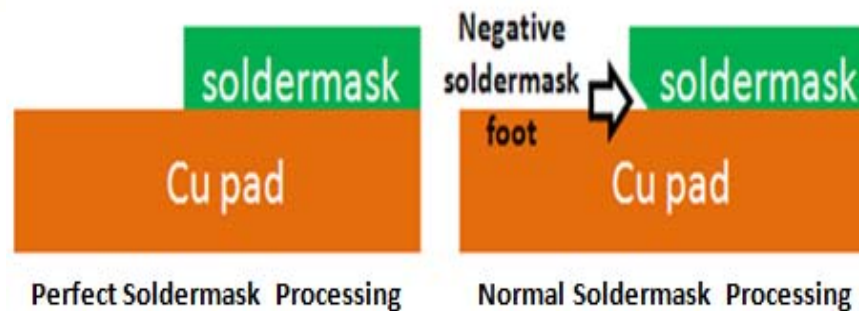 soldermask
Cu pad
Perfect Soldermask Processing
Negative
soldermask
foot
soldermask
Cu pad
Normal Soldermask Processing